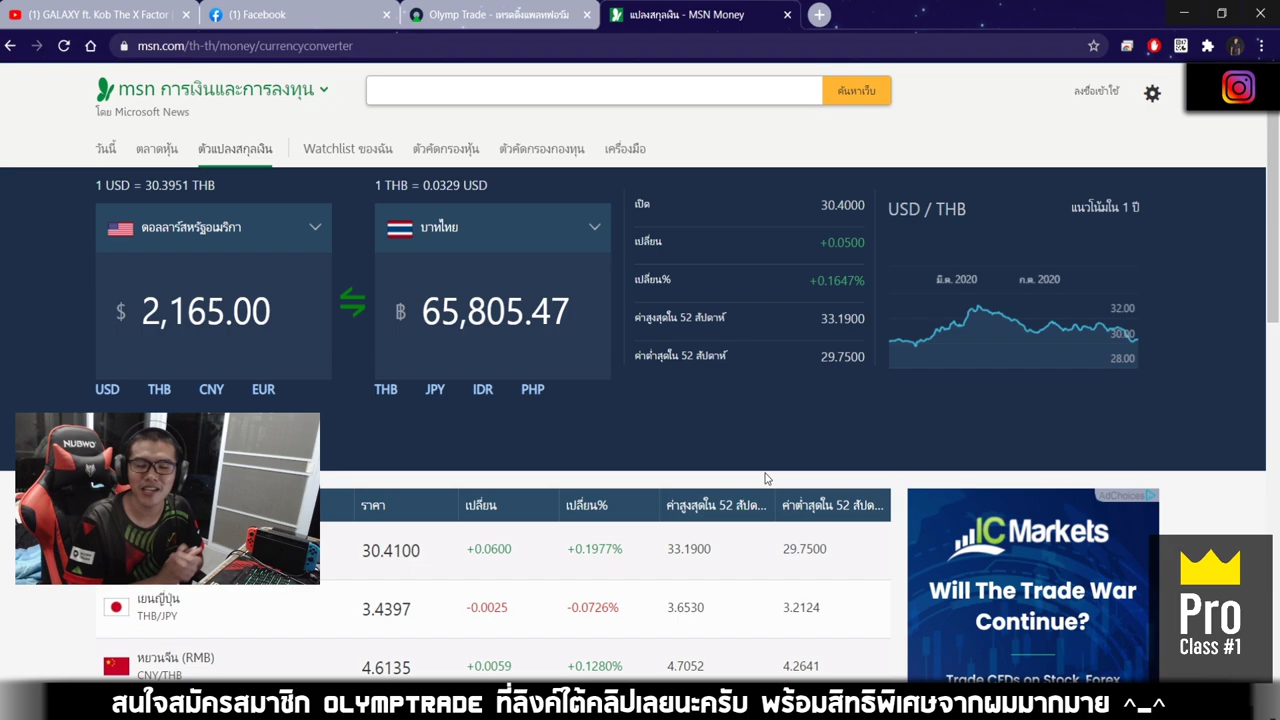 (1) GALAXY ft. Kob The X Factor |
(1) Facebook
Olymp Trade - เทรดดิ้งแพลทฟอร์ม
แปลงสกุลเงิน - MSN Money
msn.com/th-th/money/currencyconverter
msn การเงินและการลงทุน
โดย Microsoft News
ค้นหาเว็บ
ลงชื่อเข้าใช้
วันนี้ ตลาดหุ้น ตัวแปลงสกุลเงิน Watchlist ของฉัน ตัวคัดกรองหุ้น ตัวคัดกรองกองทุน เครื่องมือ
1 USD = 30.3951 THB
1 THB = 0.0329 USD
ดอลลาร์สหรัฐอเมริกา
บาทไทย
$ 2,165.00
฿ 65,805.47
USD THB CNY EUR
THB JPY IDR PHP
เปิด 30.4000
เปลี่ยน +0.0500
เปลี่ยน% +0.1647%
ค่าสูงสุดใน 52 สัปดาห์ 33.1900
ค่าต่ำสุดใน 52 สัปดาห์ 29.7500
USD / THB
แนวโน้มใน 1 ปี
มี.ค. 2020 ก.ค. 2020
32.00
30.00
28.00
NUBWO
ราคา เปลี่ยน เปลี่ยน% ค่าสูงสุดใน 52 สัปด... ค่าต่ำสุดใน 52 สัปด...
30.4100 +0.0600 +0.1977% 33.1900 29.7500
เยนญี่ปุ่น
THB/JPY
3.4397 -0.0025 -0.0726% 3.6530 3.2124
หยวนจีน (RMB)
CNY/THB
4.6135 +0.0059 +0.1280% 4.7052 4.2641
AdChoices
IC Markets
Will The Trade War
Continue?
Trade CFDs on Stock, Forex
Pro
Class #1
สนใจสมัครสมาชิก OLYMPTRADE ที่ลิงค์ใต้คลิปเลยนะครับ พร้อมสิทธิพิเศษจากผมมากมาย ^_^